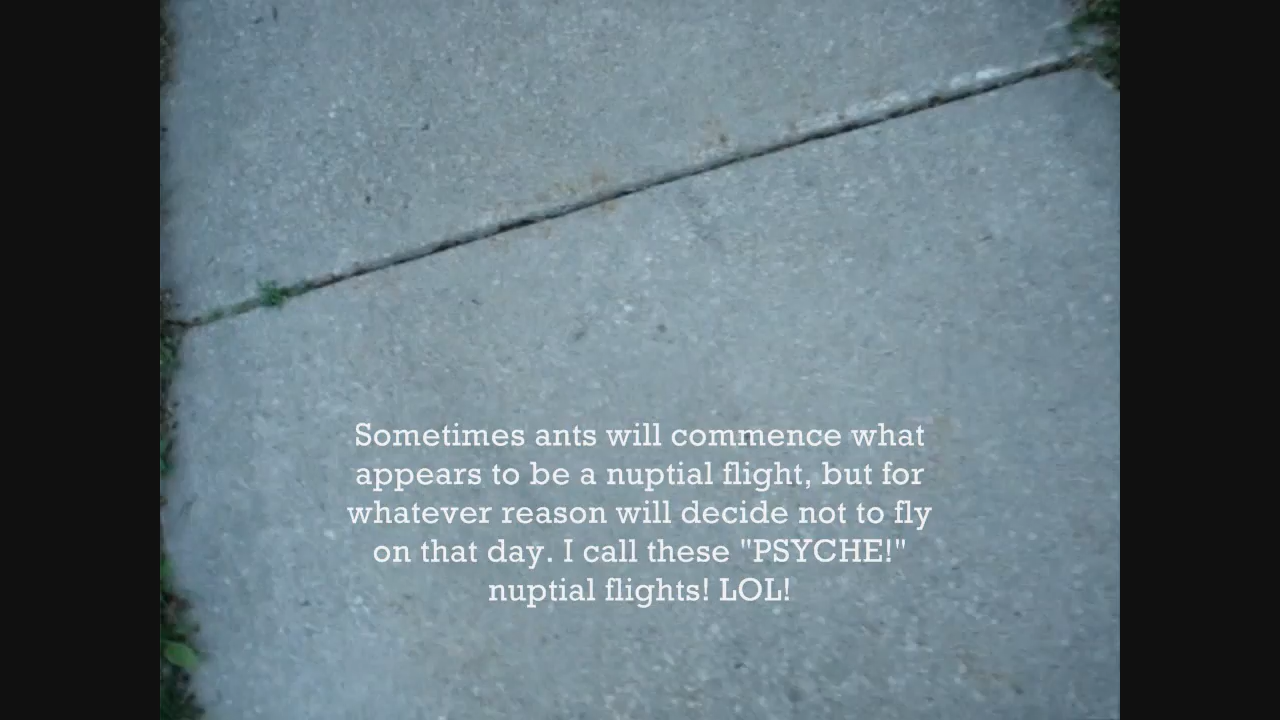 Sometimes ants will commence what
appears to be a nuptial flight, but for
whatever reason will decide not to fly
on that day. I call these "PSYCHE!"
nuptial flights! LOL!